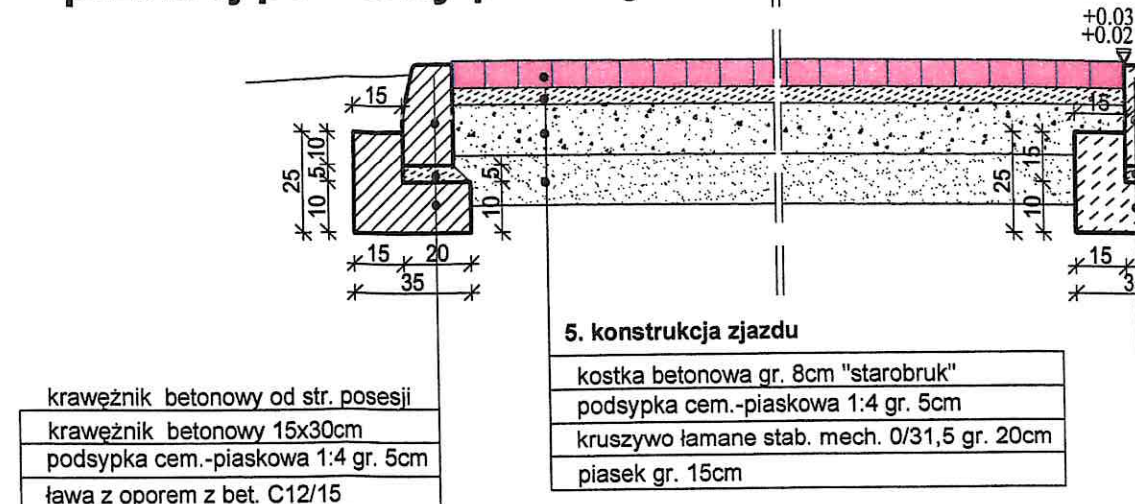 +0.03
+0.02
15
15
25
10
5
10
5
10
25
15
10
15
20
35
15
5. konstrukcja zjazdu
kostka betonowa gr. 8cm "starobruk"
podsypka cem.-piaskowa 1:4 gr. 5cm
kruszywo łamane stab. mech. 0/31,5 gr. 20cm
piasek gr. 15cm
krawężnik betonowy od str. posesji
krawężnik betonowy 15x30cm
podsypka cem.-piaskowa 1:4 gr. 5cm
ława z oporem z bet. C12/15